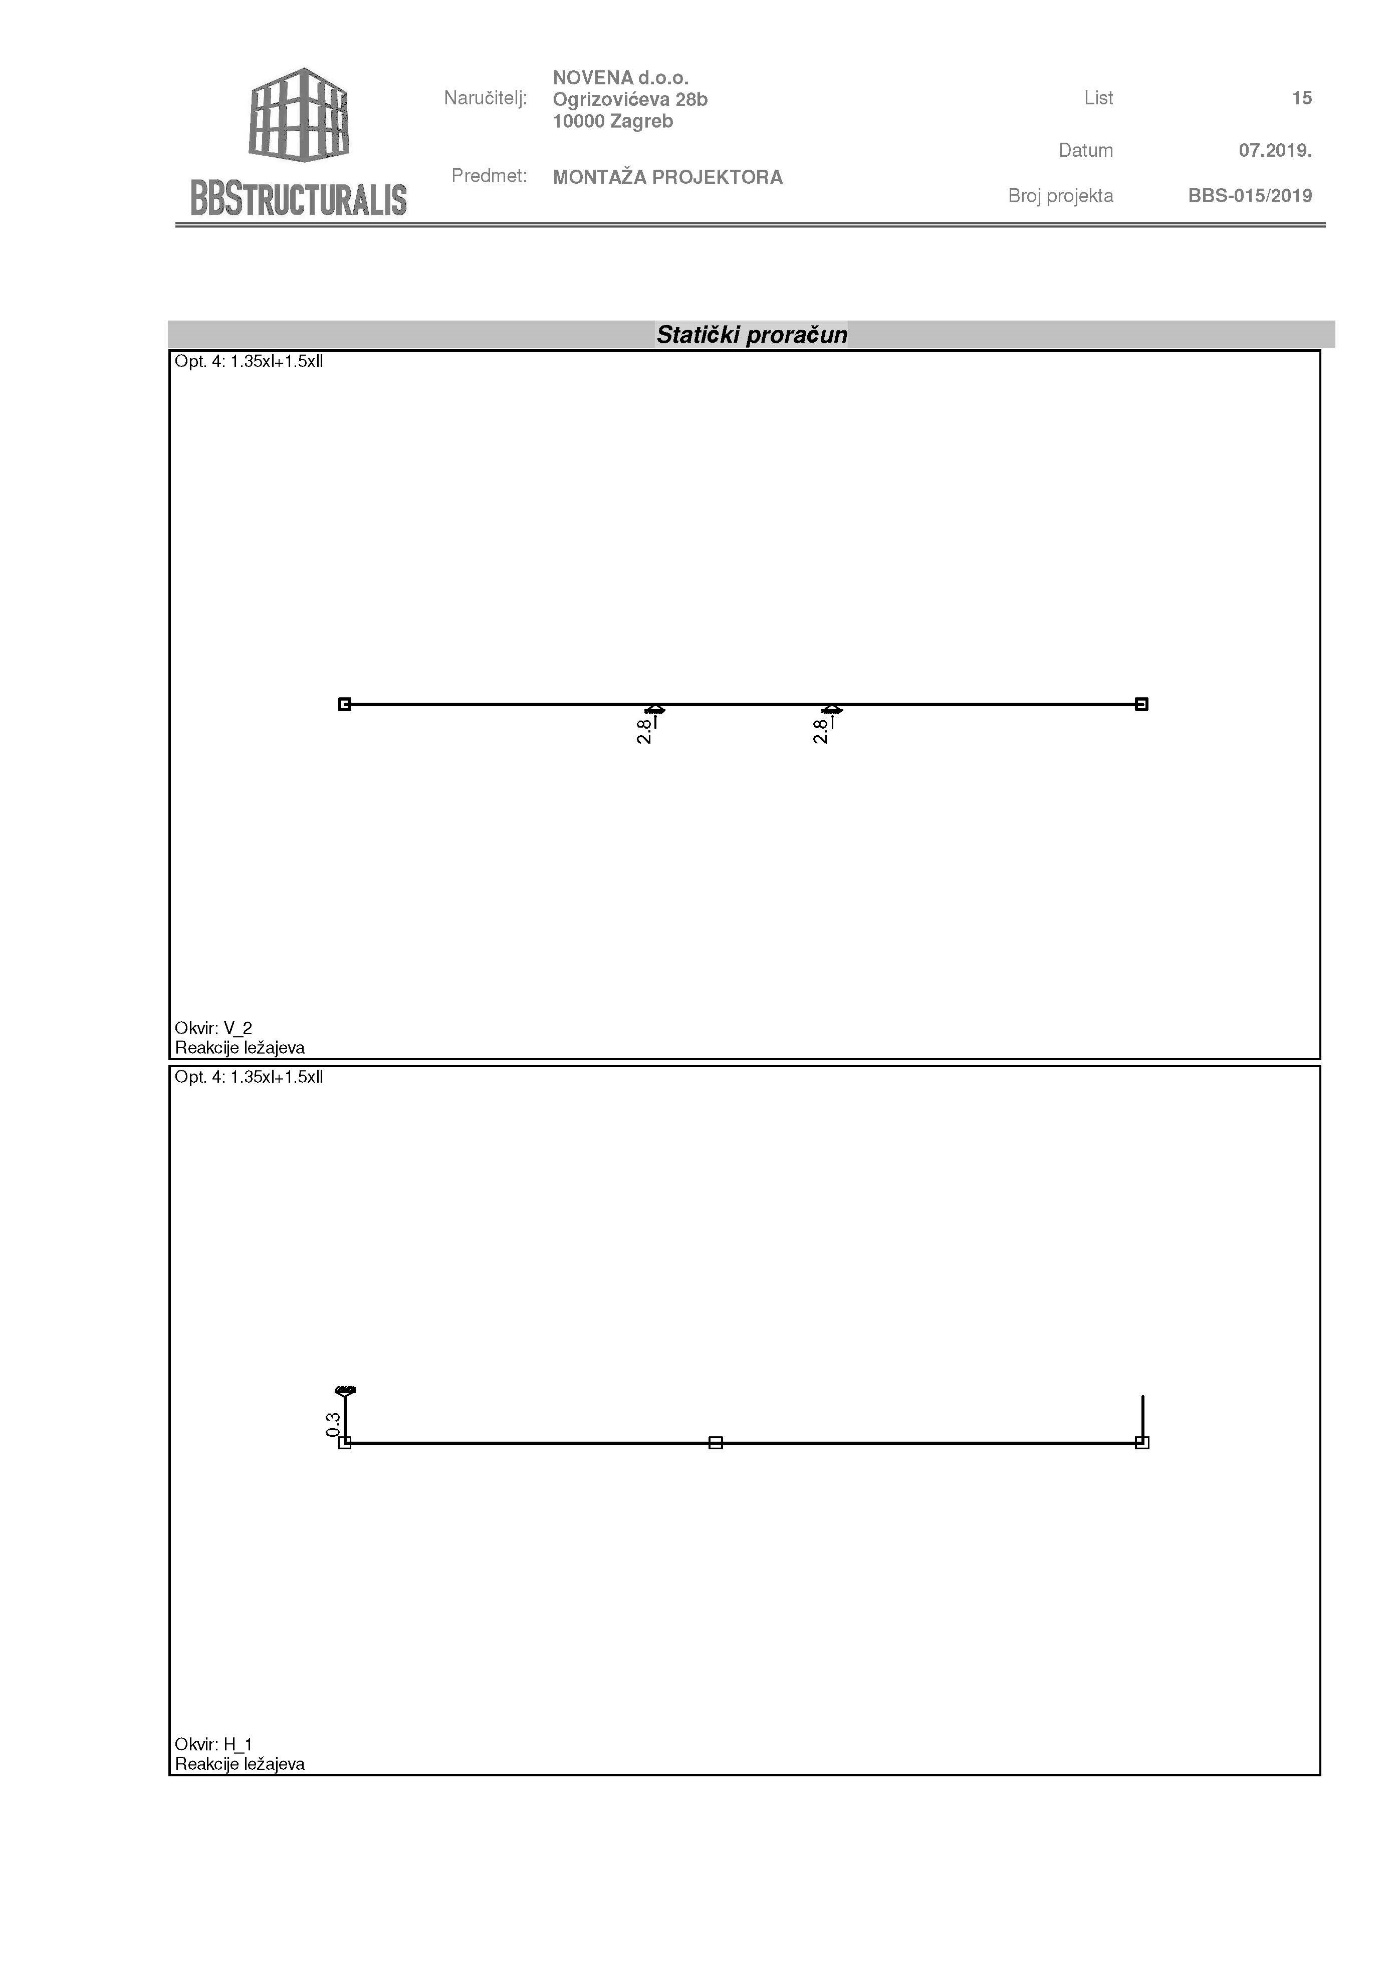 BBSTRUCTURALIS
Naručitelj:
NOVENA d.o.o.
Ogrizovićeva 28b
10000 Zagreb
Predmet:
MONTAŽA PROJEKTORA
List 15
Datum 07.2019.
Broj projekta BBS-015/2019
Statički proračun
Opt. 4: 1.35xI+1.5xII
2.8
2.8
Okvir: V_2
Reakcije ležajeva
Opt. 4: 1.35xI+1.5xII
0.3
Okvir: H_1
Reakcije ležajeva